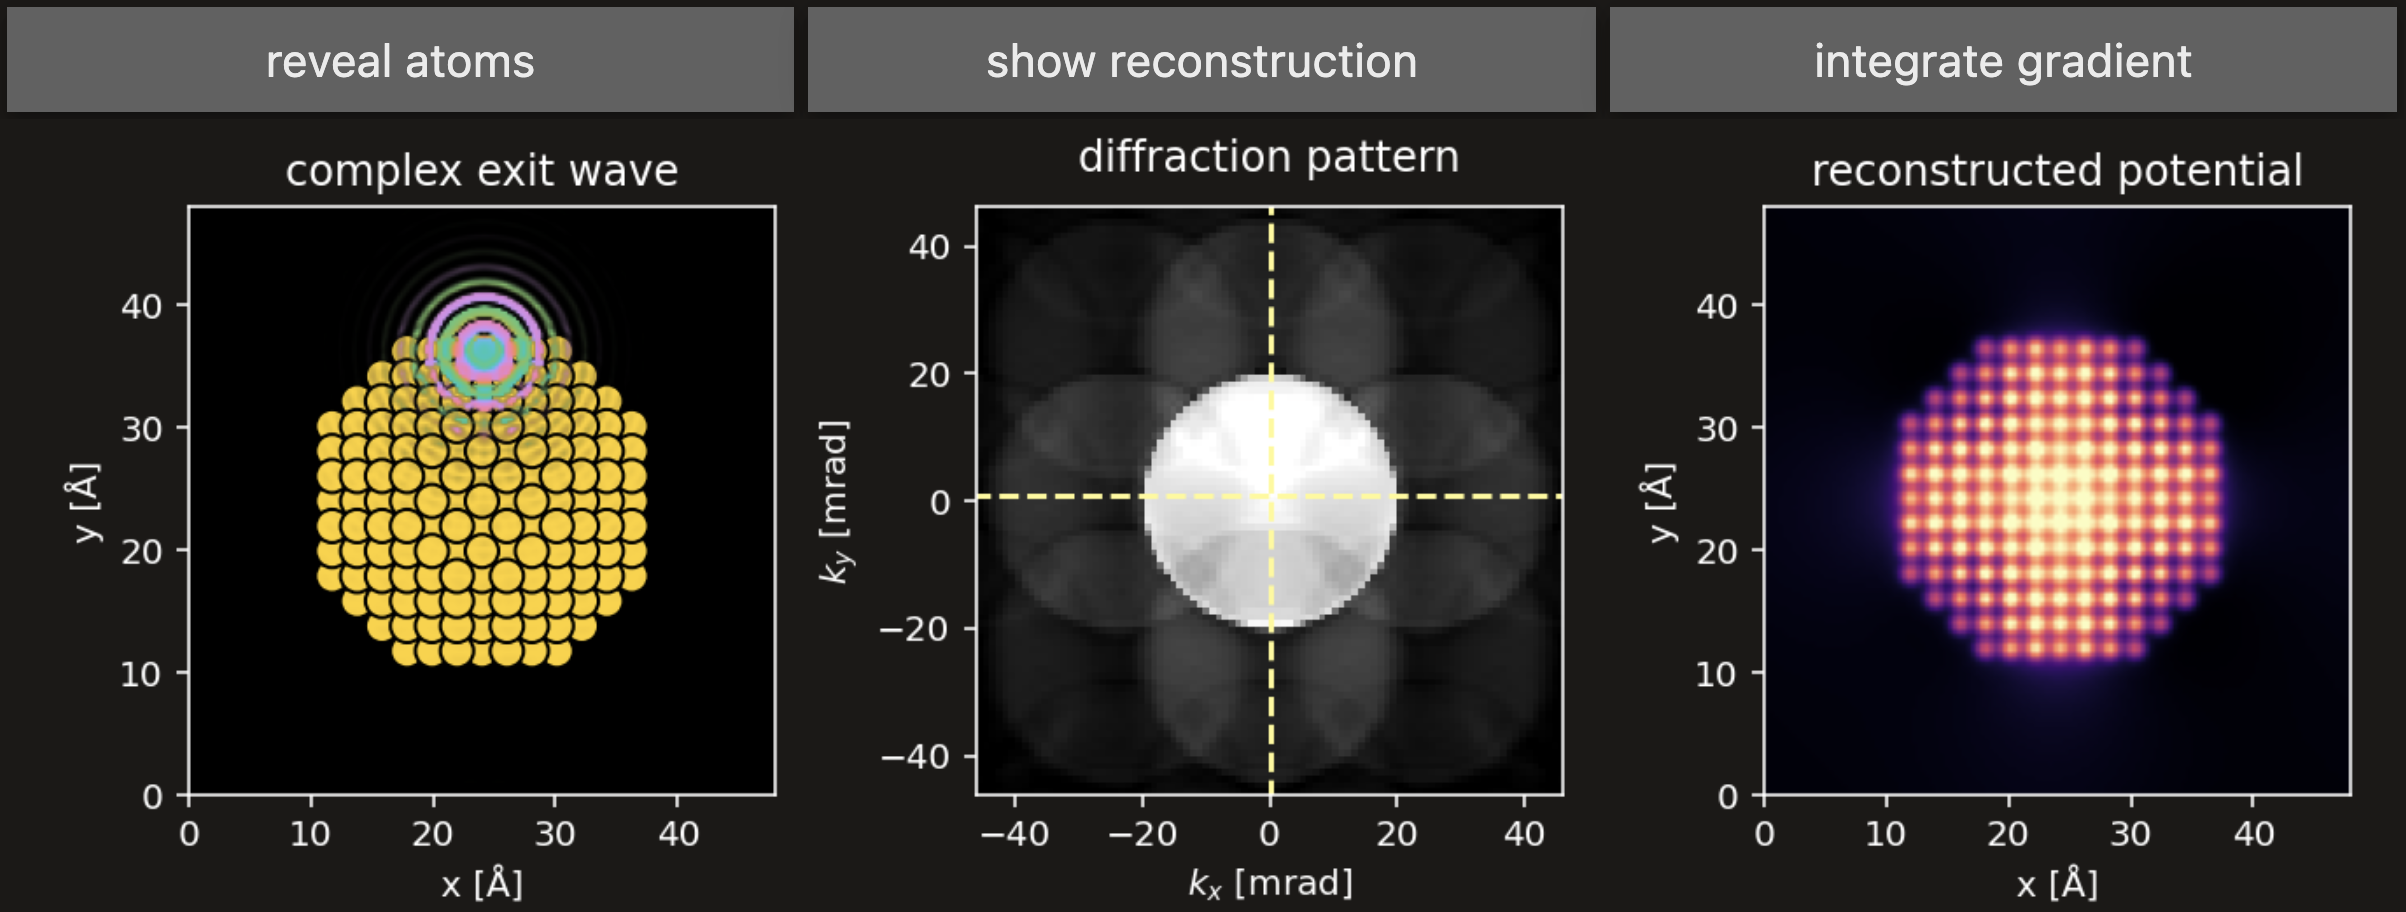 reveal atoms
show reconstruction
integrate gradient
complex exit wave
40
30
20
10
0
y [Å]
0 10 20 30 40
x [Å]
diffraction pattern
40
20
0
−20
−40
k_y [mrad]
−40 −20 0 20 40
k_x [mrad]
reconstructed potential
40
30
20
10
0
y [Å]
0 10 20 30 40
x [Å]